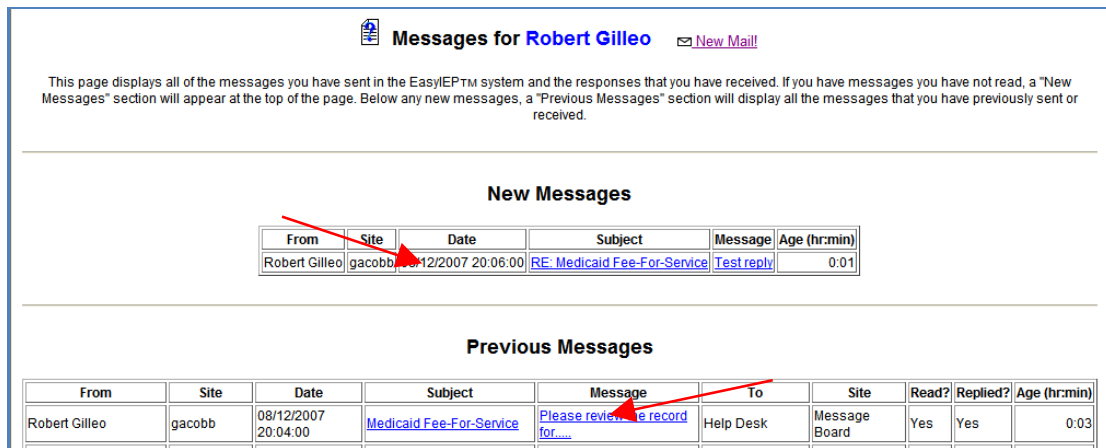 Messages for Robert Gilleo New Mail!
This page displays all of the messages you have sent in the EasyIEPTM system and the responses that you have received. If you have messages you have not read, a "New
Messages" section will appear at the top of the page. Below any new messages, a "Previous Messages" section will display all the messages that you have previously sent or
received.
New Messages
From Site Date Subject Message Age (hr:min)
Robert Gilleo gacobb 12/2007 20:06:00 RE: Medicaid Fee-For-Service Test reply 0:01
Previous Messages
From Site Date Subject Message To Site Read? Replied? Age (hr:min)
Robert Gilleo gacobb 08/12/2007 Medicaid Fee-For-Service Please review the record Help Desk Message Yes Yes 0:03
20:04:00 for..... Board